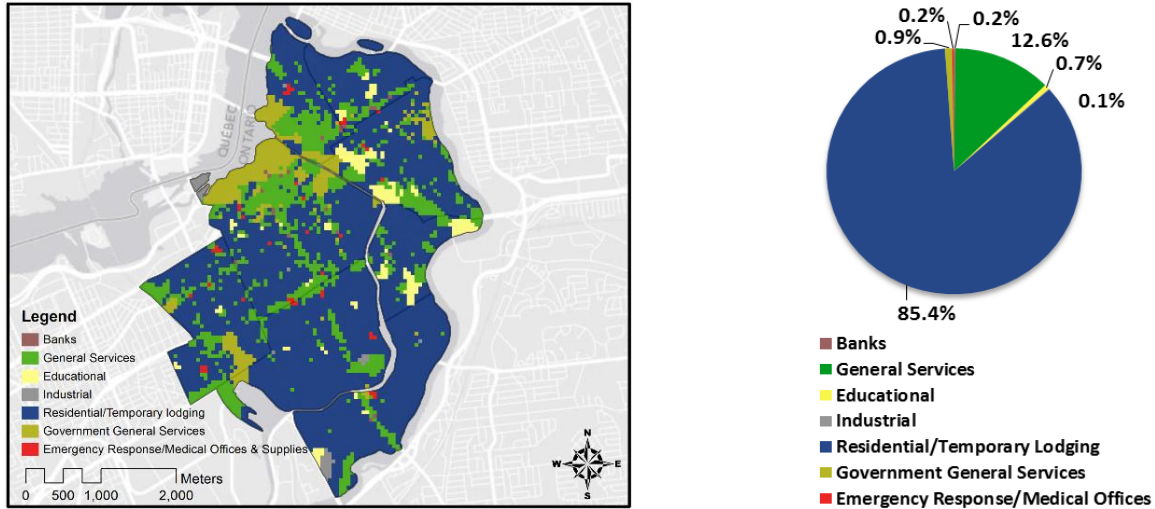 QUÉBEC
ONTARIO
Legend
Banks
General Services
Educational
Industrial
Residential/Temporary lodging
Government General Services
Emergency Response/Medical Offices & Supplies
Meters
0 500 1,000 2,000
N
W E
S
0.2% 0.2%
0.9% 12.6%
0.7%
0.1%
85.4%
Banks
General Services
Educational
Industrial
Residential/Temporary Lodging
Government General Services
Emergency Response/Medical Offices